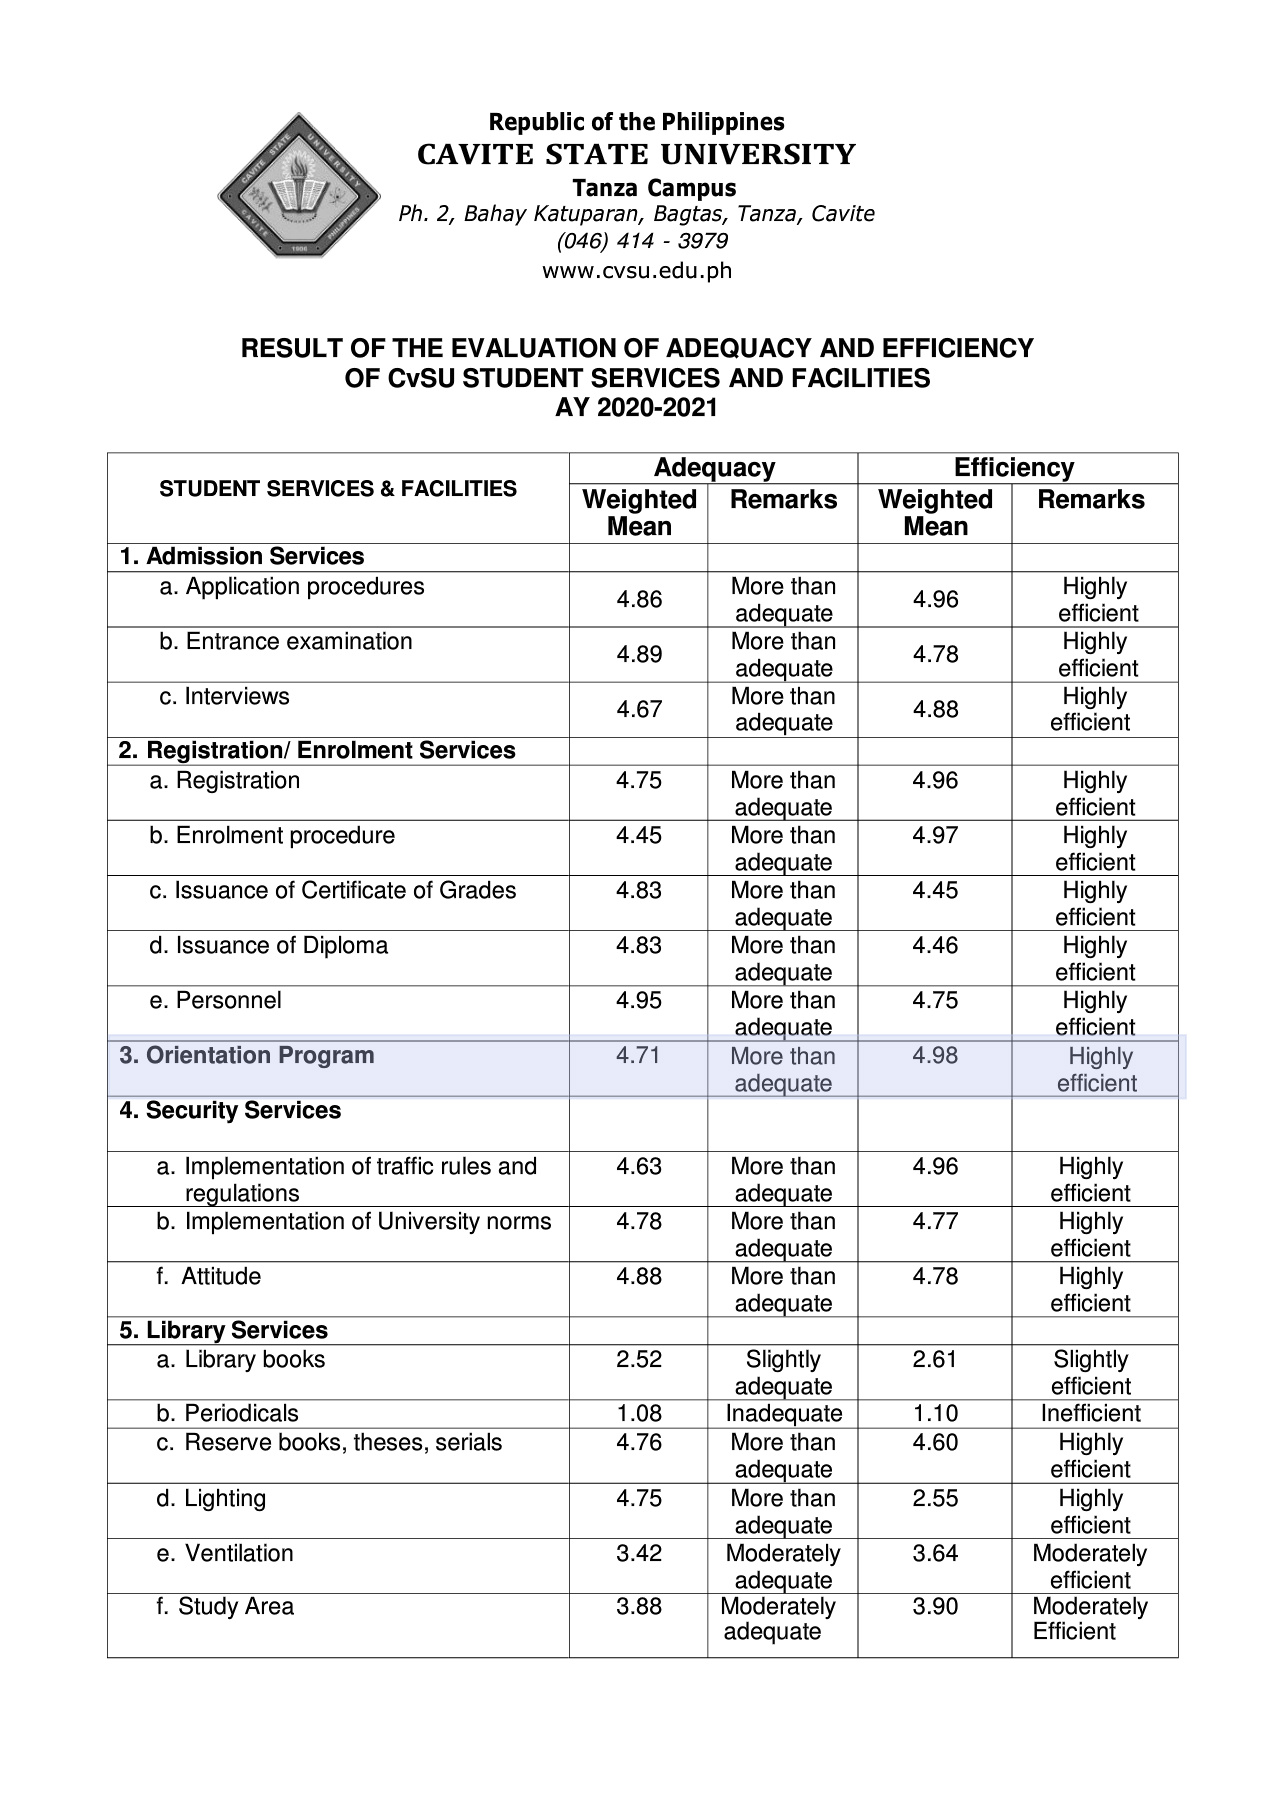 CAVITE STATE UNIVERSITY
CAVITE PHILIPPINES
1906
Republic of the Philippines
CAVITE STATE UNIVERSITY
Tanza Campus
Ph. 2, Bahay Katuparan, Bagtas, Tanza, Cavite
(046) 414 - 3979
www.cvsu.edu.ph
RESULT OF THE EVALUATION OF ADEQUACY AND EFFICIENCY
OF CvSU STUDENT SERVICES AND FACILITIES
AY 2020-2021
STUDENT SERVICES & FACILITIES Adequacy Efficiency
Weighted Remarks Weighted Remarks
Mean Mean
1. Admission Services
a. Application procedures 4.86 More than 4.96 Highly
adequate efficient
b. Entrance examination 4.89 More than 4.78 Highly
adequate efficient
c. Interviews 4.67 More than 4.88 Highly
adequate efficient
2. Registration/ Enrolment Services
a. Registration 4.75 More than 4.96 Highly
adequate efficient
b. Enrolment procedure 4.45 More than 4.97 Highly
adequate efficient
c. Issuance of Certificate of Grades 4.83 More than 4.45 Highly
adequate efficient
d. Issuance of Diploma 4.83 More than 4.46 Highly
adequate efficient
e. Personnel 4.95 More than 4.75 Highly
adequate efficient
3. Orientation Program 4.71 More than 4.98 Highly
adequate efficient
4. Security Services
a. Implementation of traffic rules and 4.63 More than 4.96 Highly
regulations adequate efficient
b. Implementation of University norms 4.78 More than 4.77 Highly
adequate efficient
f. Attitude 4.88 More than 4.78 Highly
adequate efficient
5. Library Services
a. Library books 2.52 Slightly 2.61 Slightly
adequate efficient
b. Periodicals 1.08 Inadequate 1.10 Inefficient
c. Reserve books, theses, serials 4.76 More than 4.60 Highly
adequate efficient
d. Lighting 4.75 More than 2.55 Highly
adequate efficient
e. Ventilation 3.42 Moderately 3.64 Moderately
adequate efficient
f. Study Area 3.88 Moderately 3.90 Moderately
adequate Efficient